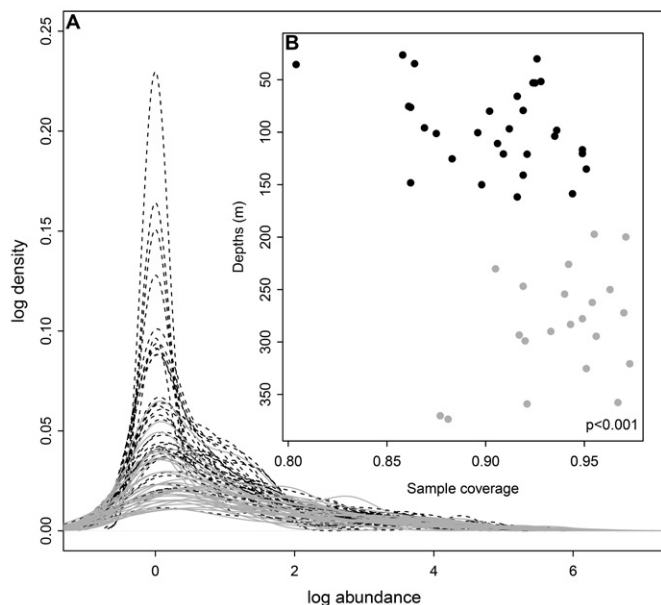 A
log density
0.25
0.20
0.15
0.10
0.05
0.00
0 2 4 6
log abundance
B
Depths (m)
50
100
150
200
250
300
350
0.80 0.85 0.90 0.95
Sample coverage
p<0.001